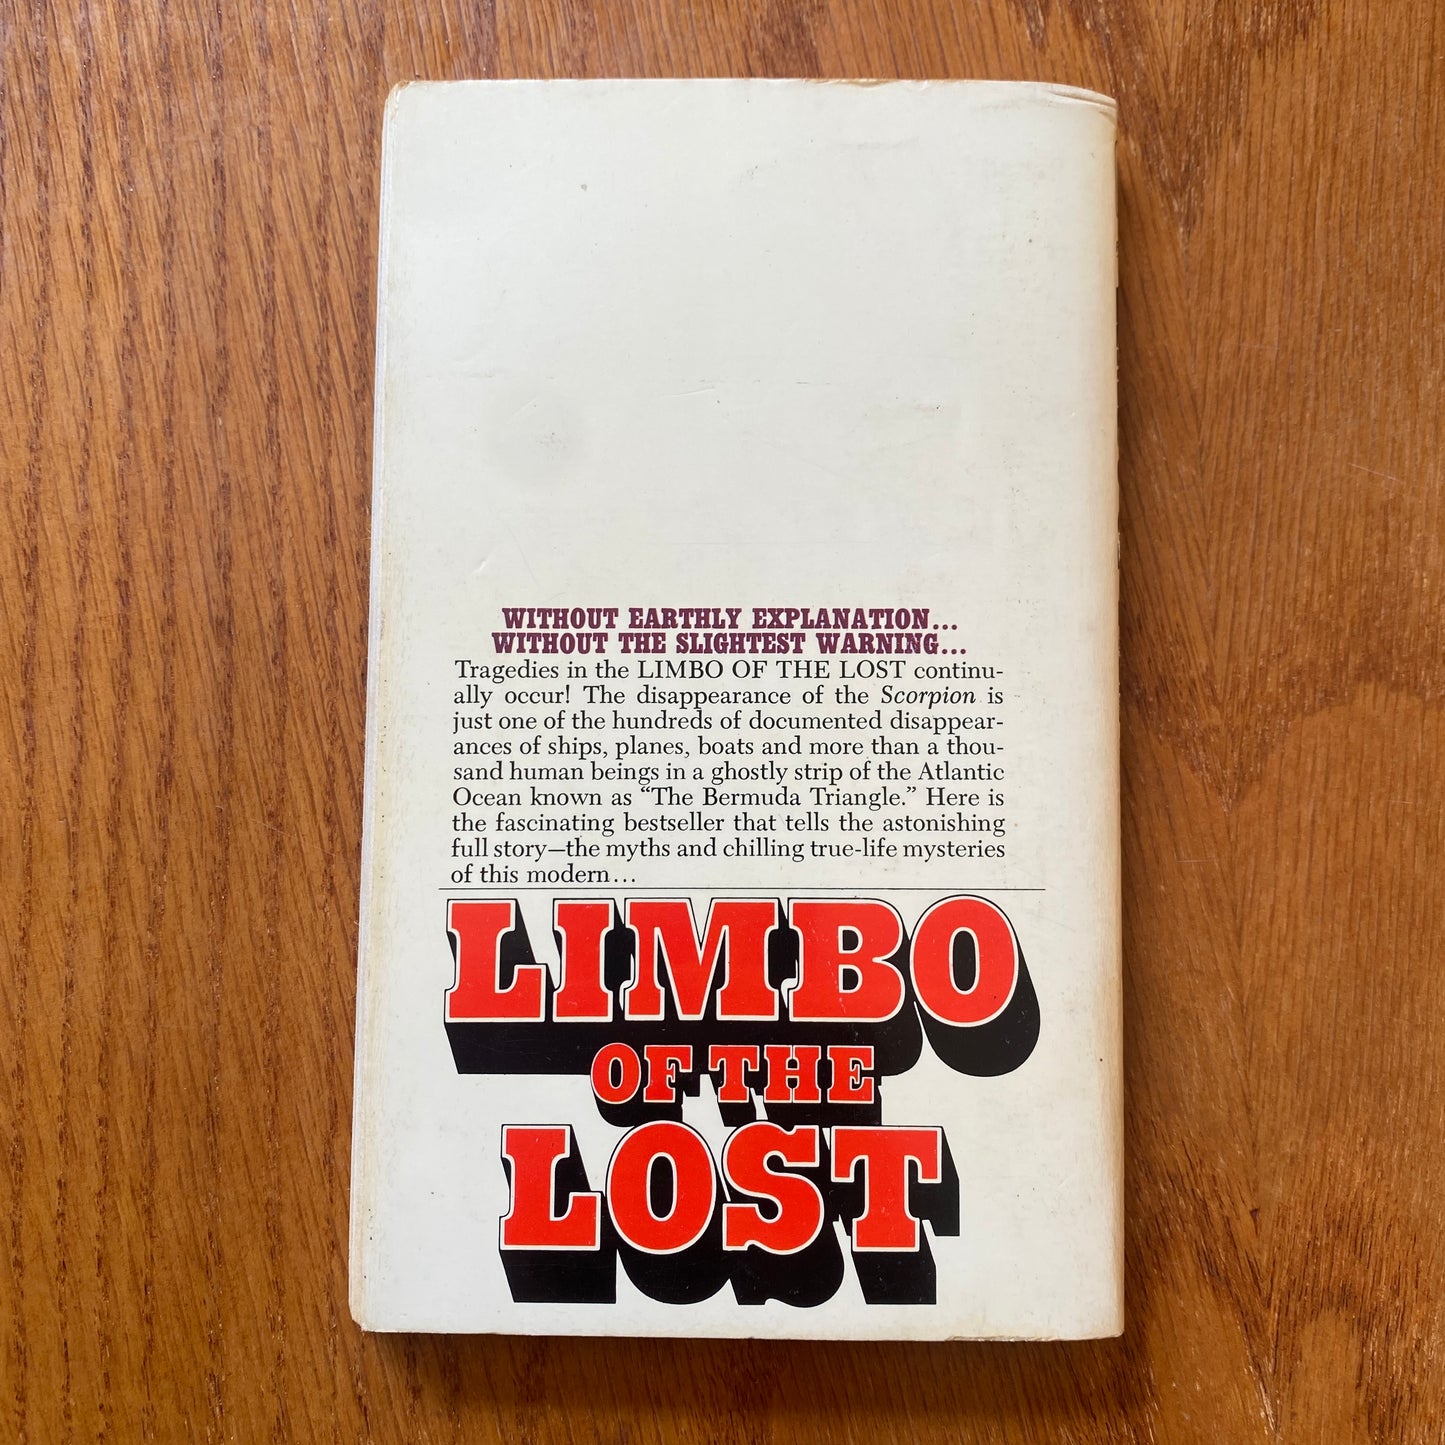 WITHOUT EARTHLY EXPLANATION...
WITHOUT THE SLIGHTEST WARNING...
Tragedies in the LIMBO OF THE LOST continu-
ally occur! The disappearance of the Scorpion is
just one of the hundreds of documented disappear-
ances of ships, planes, boats and more than a thou-
sand human beings in a ghostly strip of the Atlantic
Ocean known as “The Bermuda Triangle.” Here is
the fascinating bestseller that tells the astonishing
full story—the myths and chilling true-life mysteries
of this modern...
LIMBO
OF THE
LOST